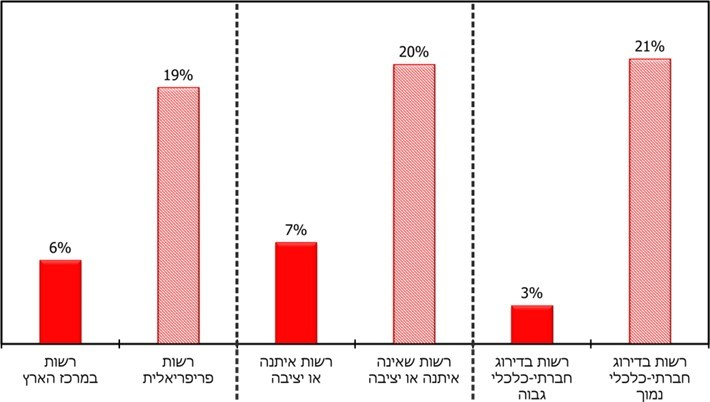 6%
19%
7%
20%
3%
21%
רשות
במרכז הארץ
רשות
פריפריאלית
רשות איתנה
או יציבה
רשות שאינה
איתנה או יציבה
רשות בדירוג
חברתי-כלכלי
גבוה
רשות בדירוג
חברתי-כלכלי
נמוך